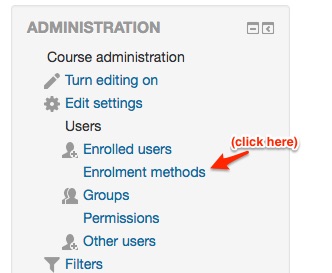 ADMINISTRATION
Course administration
Turn editing on
Edit settings
Users
(click here)
Enrolled users
Enrolment methods
Groups
Permissions
Other users
Filters